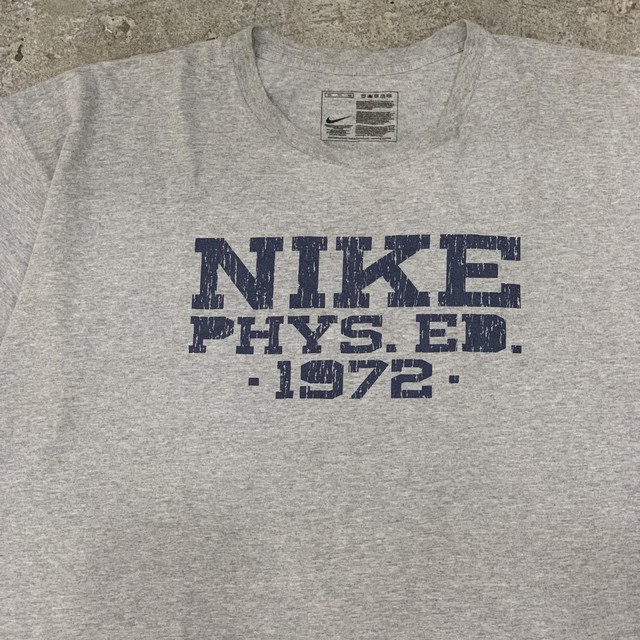 NIKE
PHYS. ED.
· 1972 ·